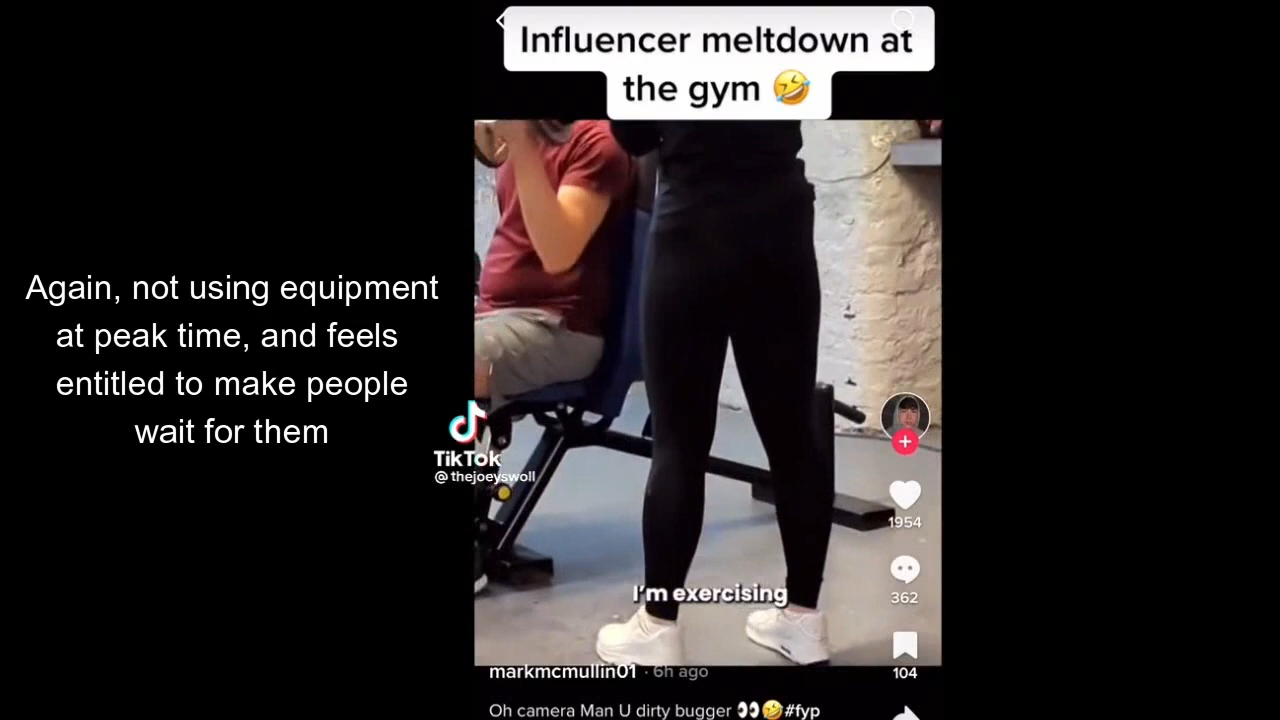 Influencer meltdown at
the gym 🤣
Again, not using equipment
at peak time, and feels
entitled to make people
wait for them
TikTok
@thejoeyswoll
1954
362
I'm exercising
104
markmcmullin01 · 6h ago
Oh camera Man U dirty bugger 👀🤣#fyp